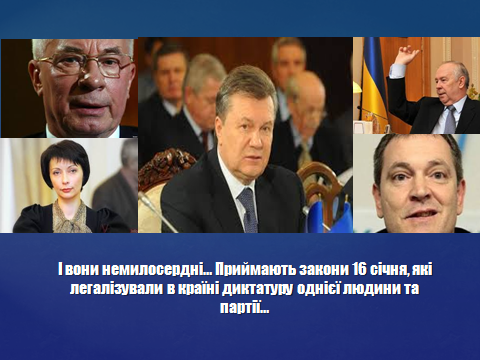 І вони немилосердні... Приймають закони 16 січня, які
легалізували в країні диктатуру однієї людини та
партії...